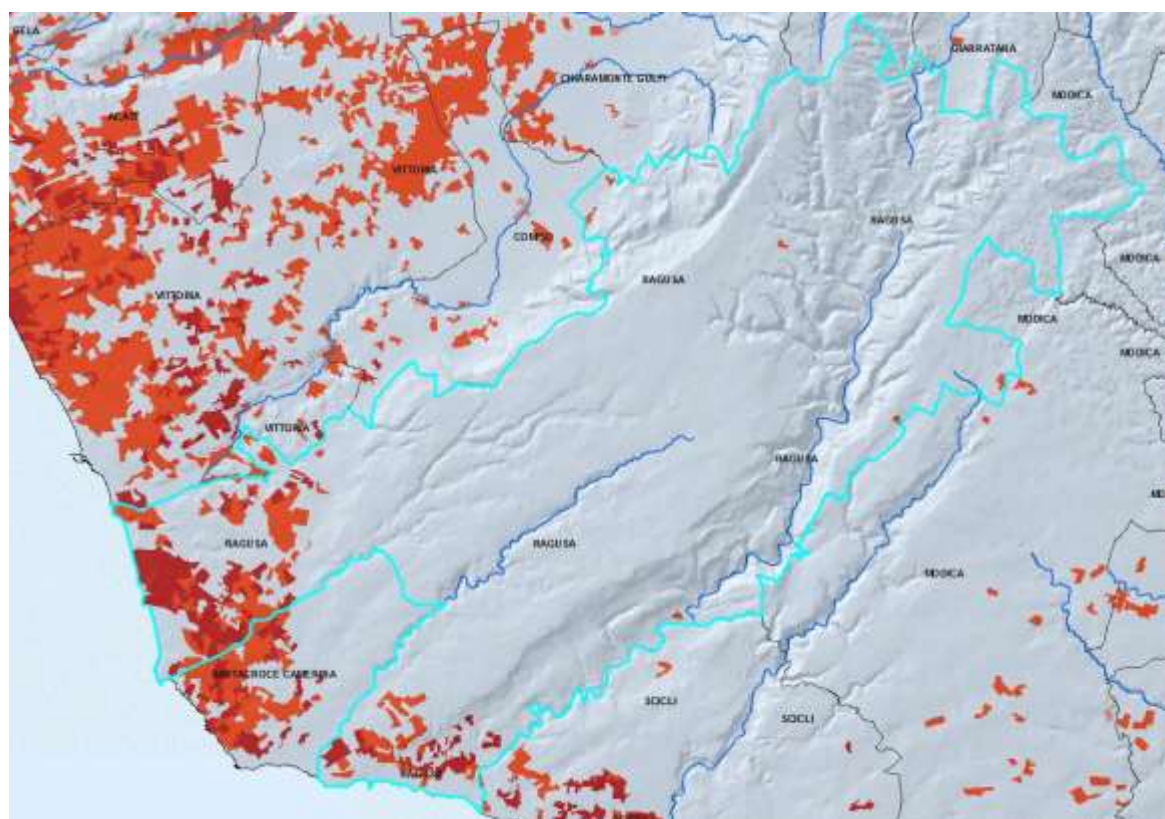 GELA
GIARRATANA
CHIARAMONTE GULFI
MODICA
ACATE
VITTORIA
RAGUSA
COMISO
MODICA
RAGUSA
VITTORIA
MODICA
MODICA
VITTORIA
RAGUSA
RAGUSA
RAGUSA
MODICA
SANTA CROCE CAMERINA
SCICLI
SCICLI
RAGUSA